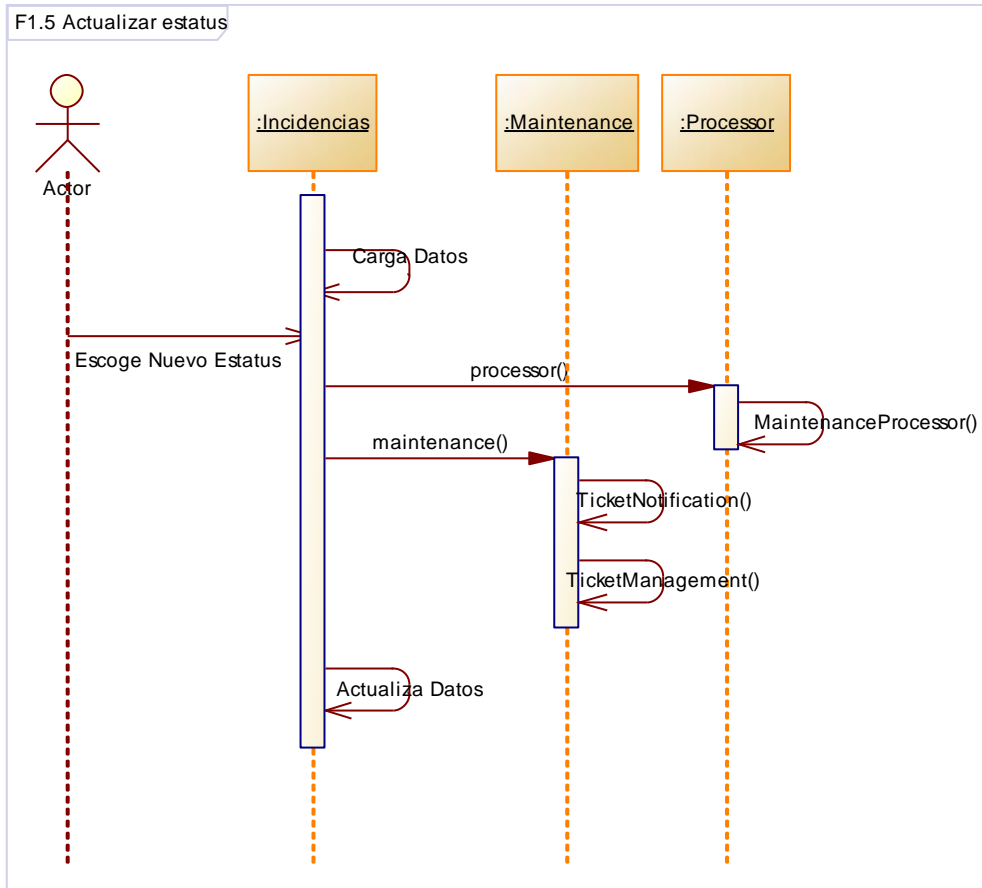 F1.5 Actualizar estatus
:Incidencias
:Maintenance
:Processor
Actor
Carga Datos
Escoge Nuevo Estatus
processor()
MaintenanceProcessor()
maintenance()
TicketNotification()
TicketManagement()
Actualiza Datos